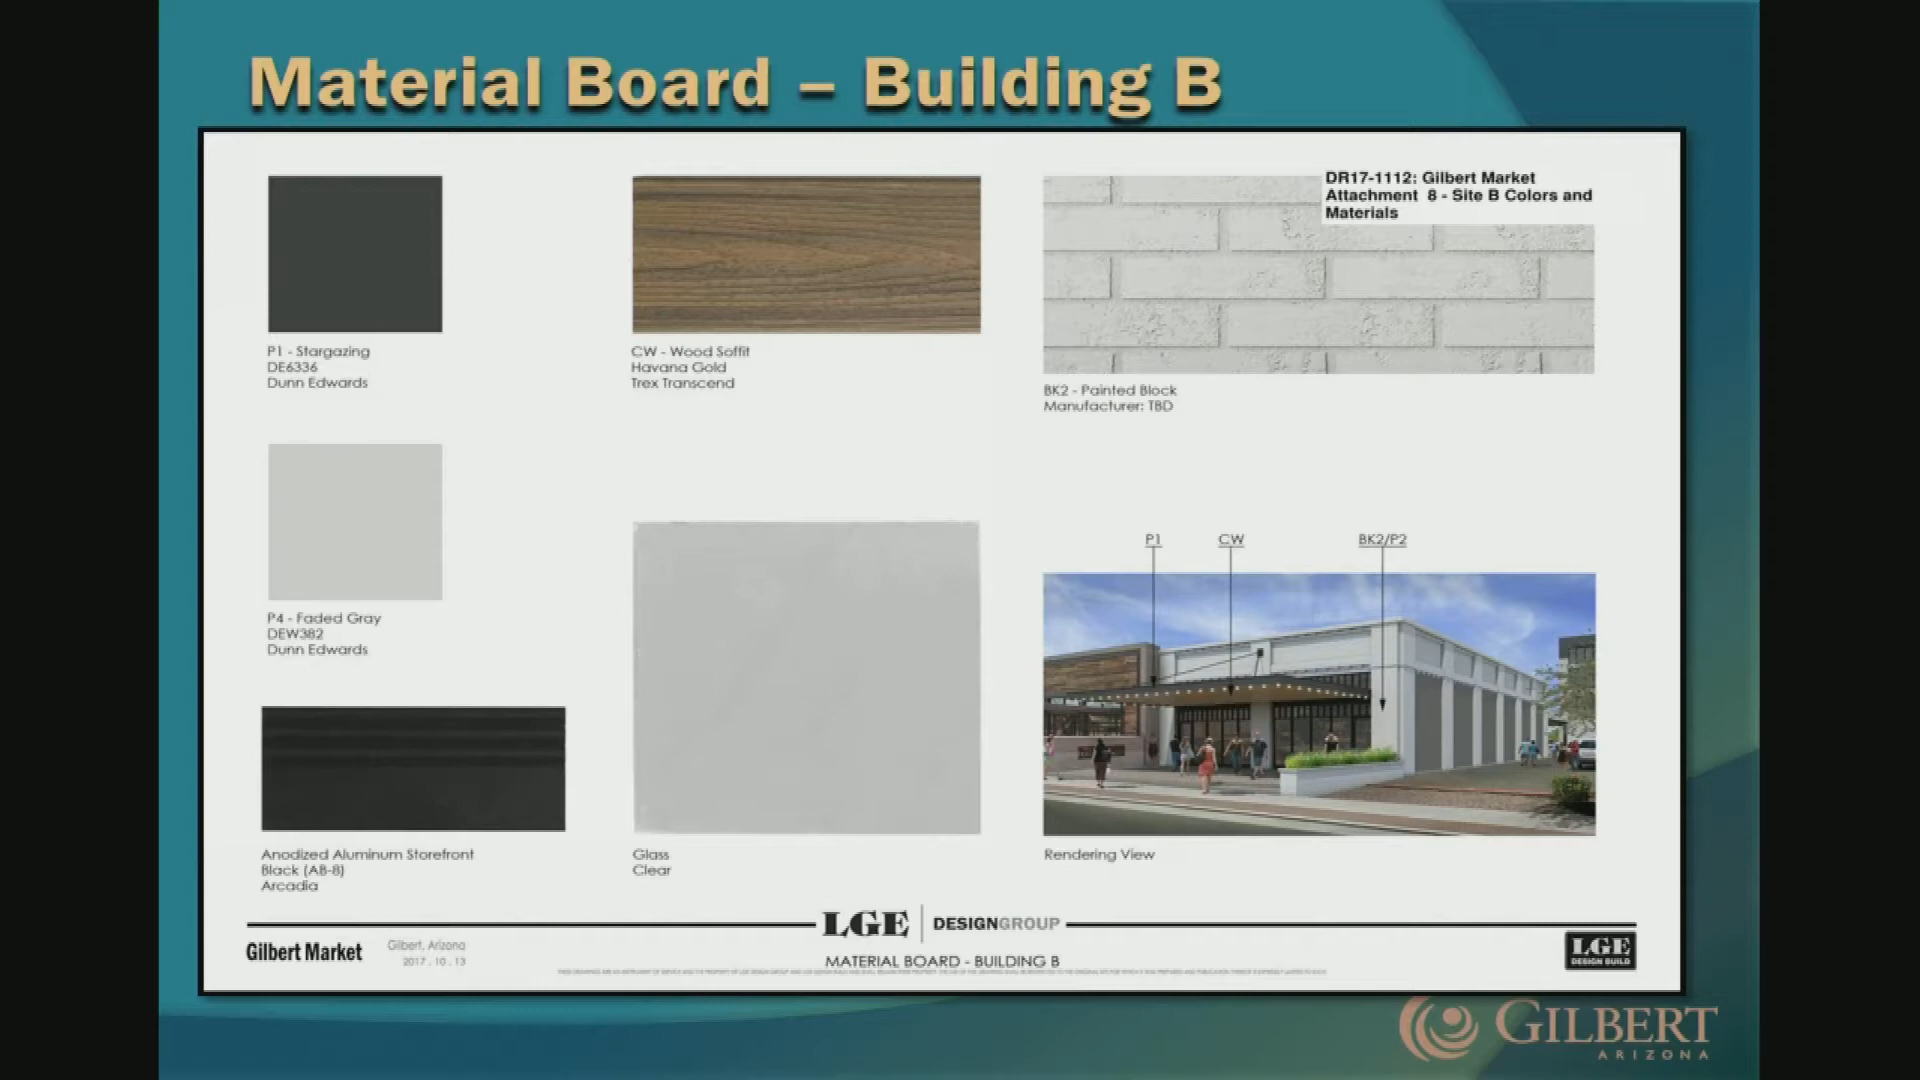 Material Board – Building B
DR17-1112: Gilbert Market
Attachment 8 - Site B Colors and
Materials
P1 - Stargazing
DE6336
Dunn Edwards
CW - Wood Soffit
Havana Gold
Trex Transcend
BK2 - Painted Block
Manufacturer: TBD
P4 - Faded Gray
DEW382
Dunn Edwards
P1
CW
BK2/P2
Anodized Aluminum Storefront
Black (AB-8)
Arcadia
Glass
Clear
Rendering View
LGE DESIGNGROUP
Gilbert Market
Gilbert, Arizona
2017 . 10 . 13
MATERIAL BOARD - BUILDING B
LGE
DESIGN BUILD
GILBERT
ARIZONA